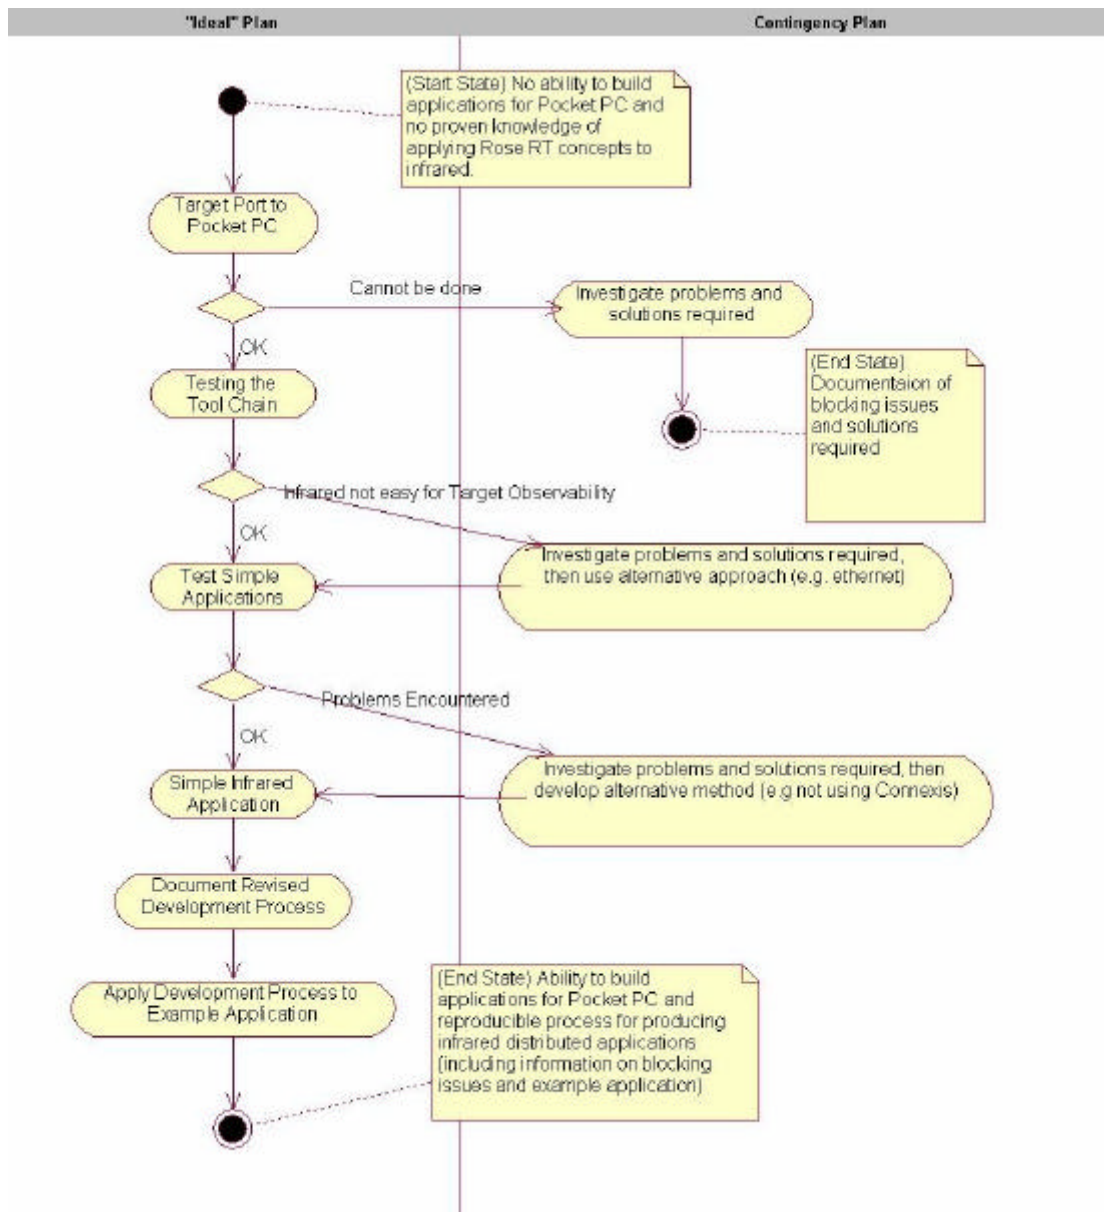 "Ideal" Plan
Contingency Plan
(Start State) No ability to build
applications for Pocket PC and
no proven knowledge of
applying Rose RT concepts to
infrared.
Target Port to
Pocket PC
Cannot be done
Investigate problems and
solutions required
OK
(End State)
Documentaion of
blocking issues
and solutions
required
Testing the
Tool Chain
Infrared not easy for Target Observability
OK
Investigate problems and solutions required,
then use alternative approach (e.g. ethernet)
Test Simple
Applications
Problems Encountered
OK
Investigate problems and solutions required, then
develop alternative method (e.g not using Connexis)
Simple Infrared
Application
Document Revised
Development Process
Apply Development Process to
Example Application
(End State) Ability to build
applications for Pocket PC and
reproducible process for producing
infrared distributed applications
(including information on blocking
issues and example application)